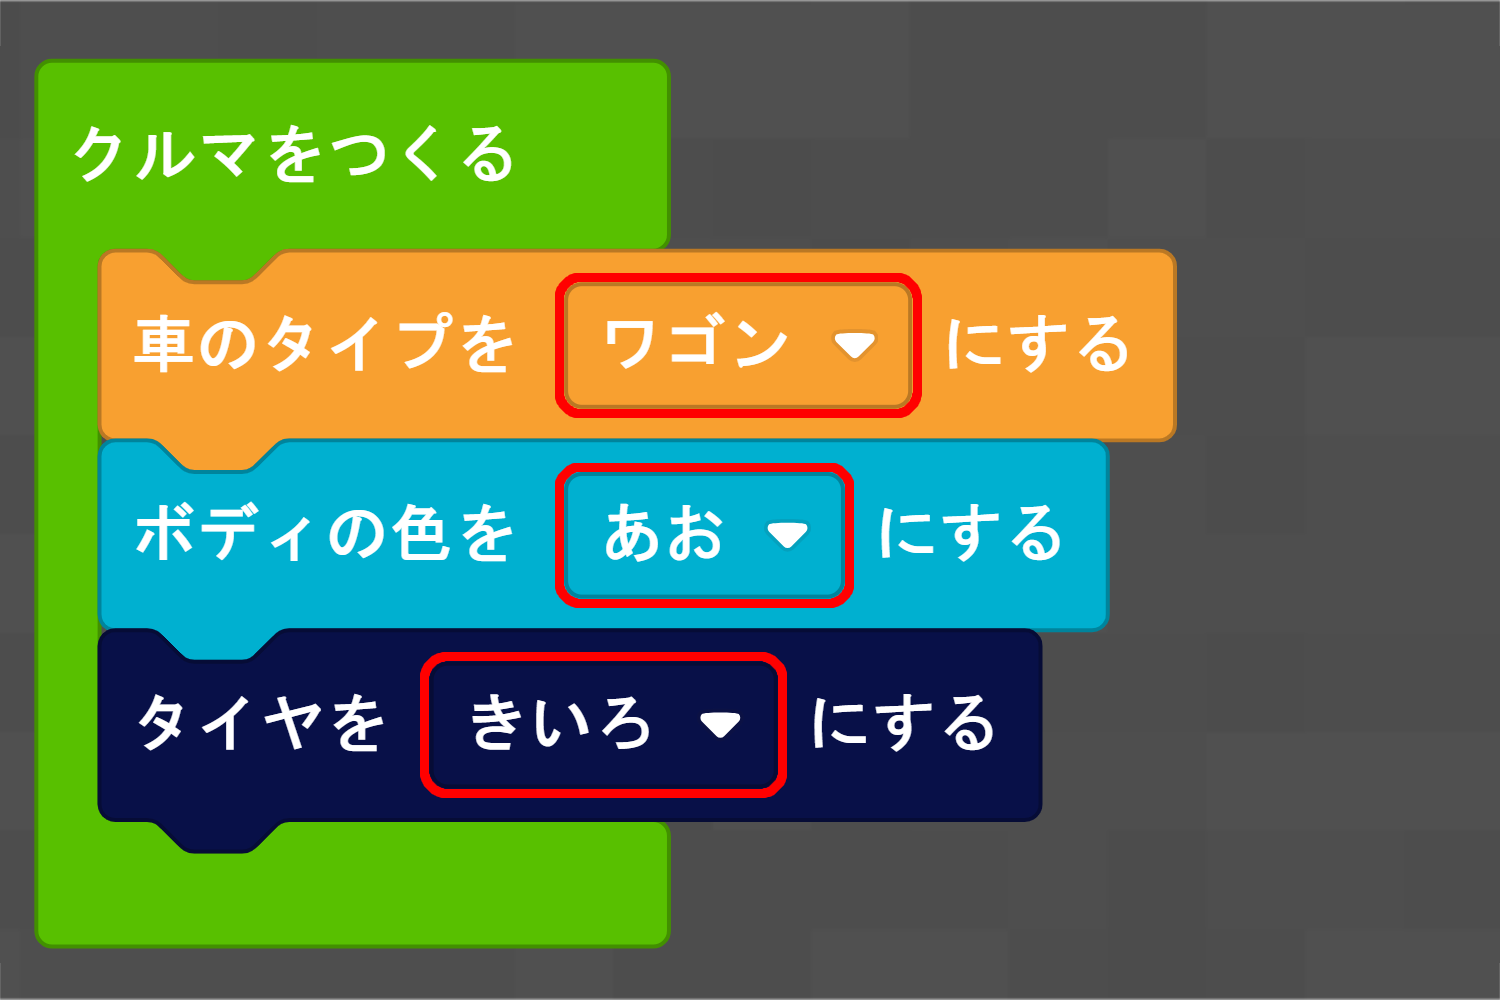 クルマをつくる
車のタイプを ワゴン にする
ボディの色を あお にする
タイヤを きいろ にする